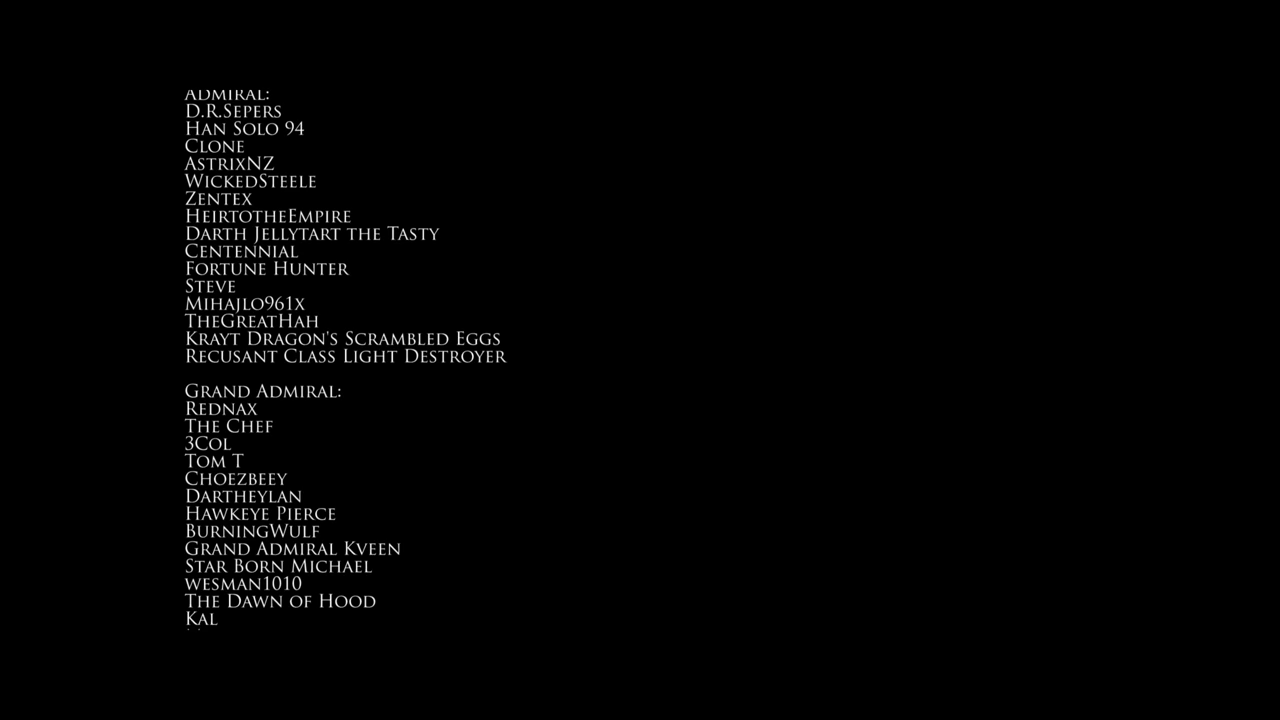 Admiral:
D.R.Sepers
Han Solo 94
Clone
AstrixNZ
WickedSteele
Zentex
HeirtotheEmpire
Darth Jellytart the Tasty
Centennial
Fortune Hunter
Steve
Mihajlo961x
TheGreatHah
Krayt Dragon's Scrambled Eggs
Recusant Class Light Destroyer
Grand Admiral:
Rednax
The Chef
3Col
Tom T
Choezbeey
Dartheylan
Hawkeye Pierce
BurningWulf
Grand Admiral Kveen
Star Born Michael
wesman1010
The Dawn of Hood
Kal